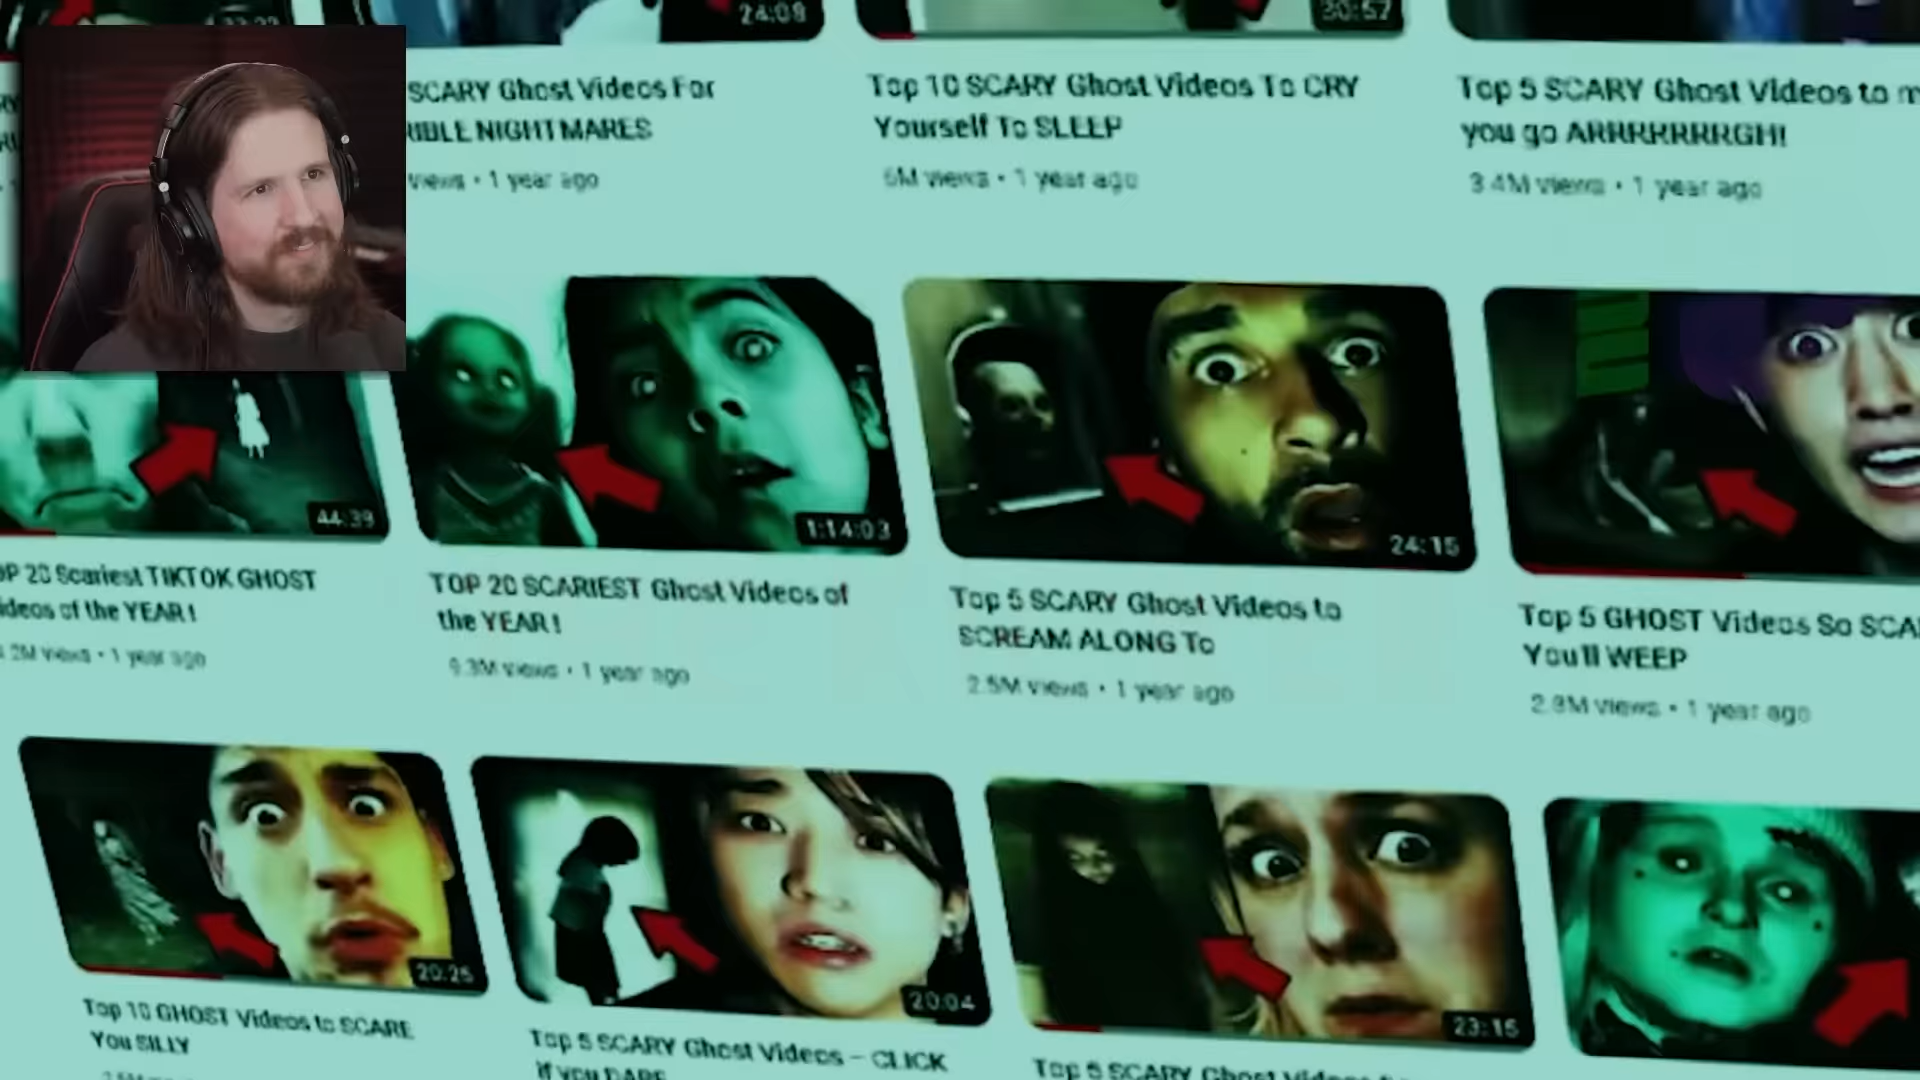 24:08
30:57
SCARY Ghost Videos For
NIGHTMARES
views • 1 year ago
Top 10 SCARY Ghost Videos To CRY
Yourself To SLEEP
6M views • 1 year ago
Top 5 SCARY Ghost Videos to
you go ARRRRRRRGH!
3.4M views • 1 year ago
44:39
1:14:03
24:15
20 Scariest TIKTOK GHOST
of the YEAR!
views • 1 year ago
TOP 20 SCARIEST Ghost Videos of
the YEAR!
9.3M views • 1 year ago
Top 5 SCARY Ghost Videos to
SCREAM ALONG To
2.5M views • 1 year ago
Top 5 GHOST Videos So
You'll WEEP
2.8M views • 1 year ago
20:25
20:04
23:15
Top 10 GHOST Videos to SCARE
You SILLY
Top 5 SCARY Ghost Videos – CLICK
If you DARE
Top 5 SCARY Ghost Videos